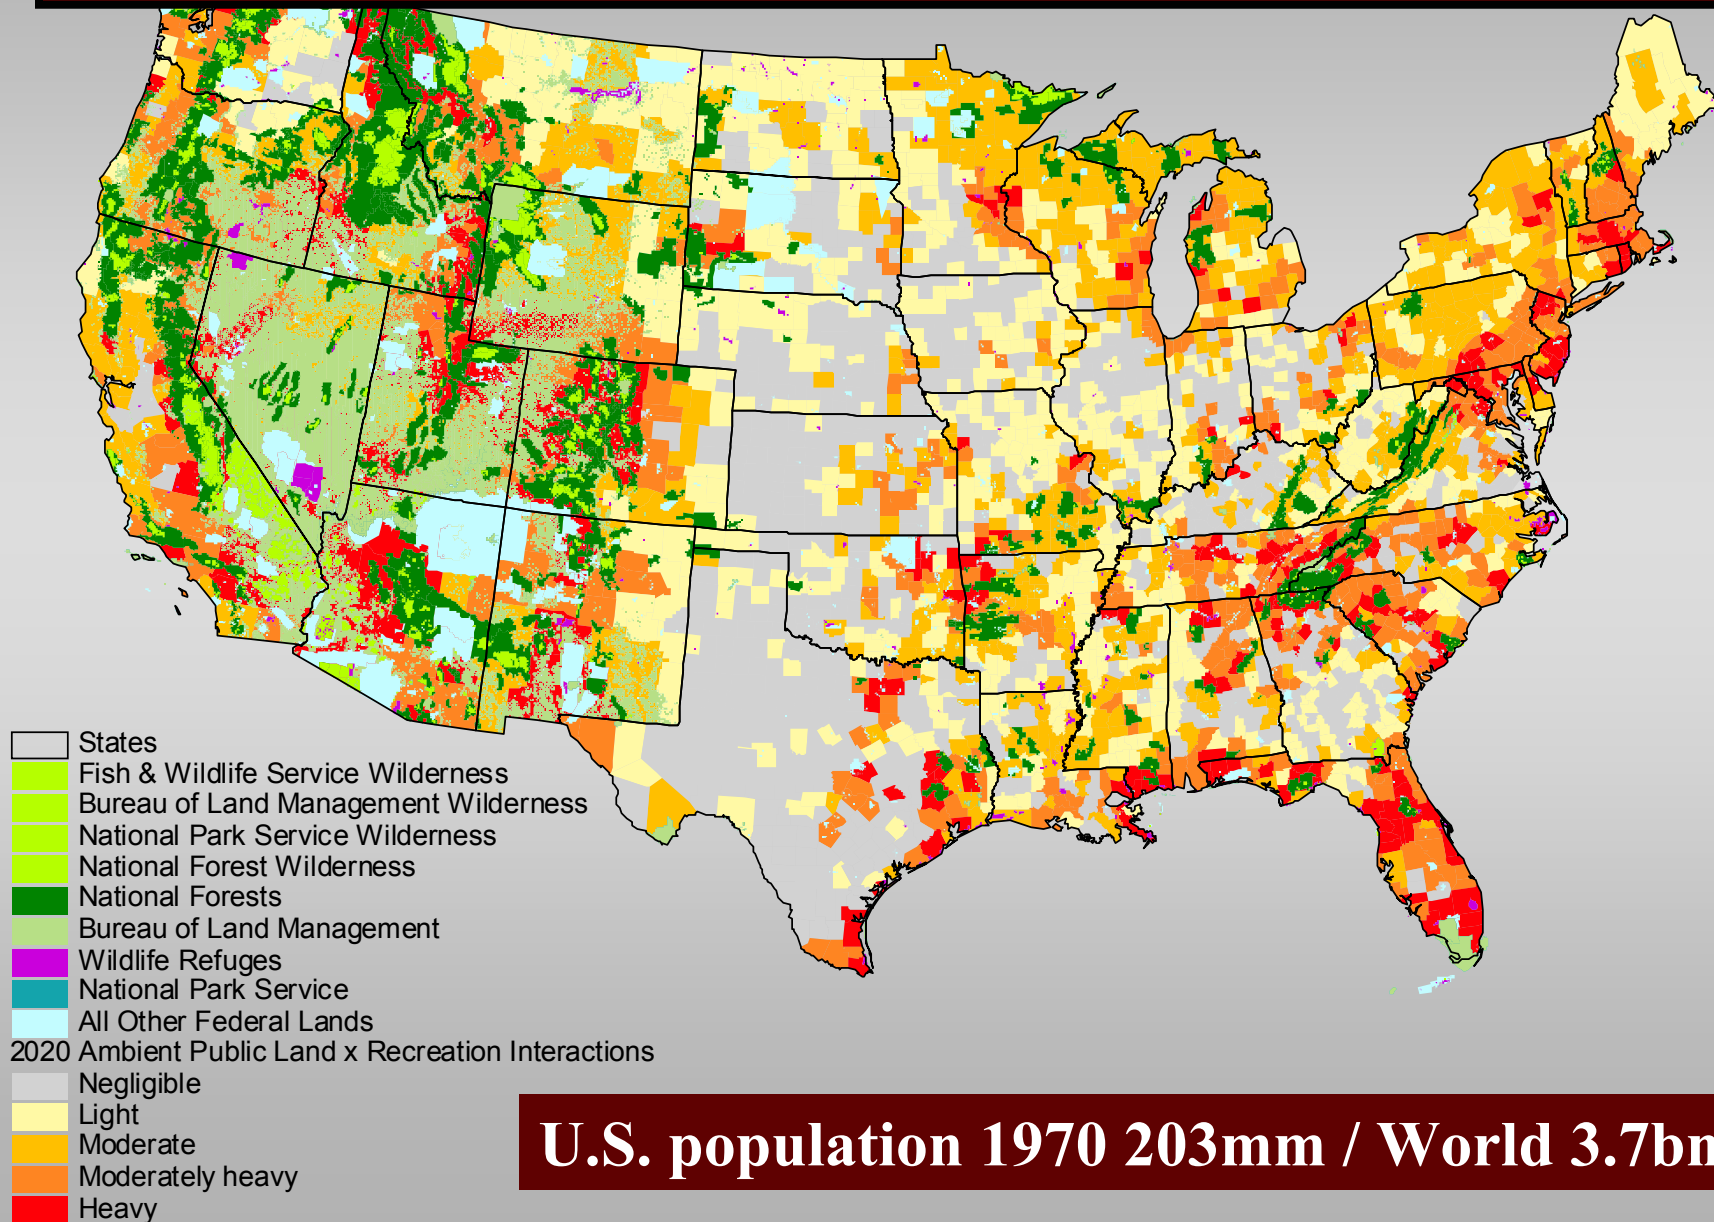 States
Fish & Wildlife Service Wilderness
Bureau of Land Management Wilderness
National Park Service Wilderness
National Forest Wilderness
National Forests
Bureau of Land Management
Wildlife Refuges
National Park Service
All Other Federal Lands
2020 Ambient Public Land x Recreation Interactions
Negligible
Light
Moderate
Moderately heavy
Heavy
U.S. population 1970 203mm / World 3.7bn